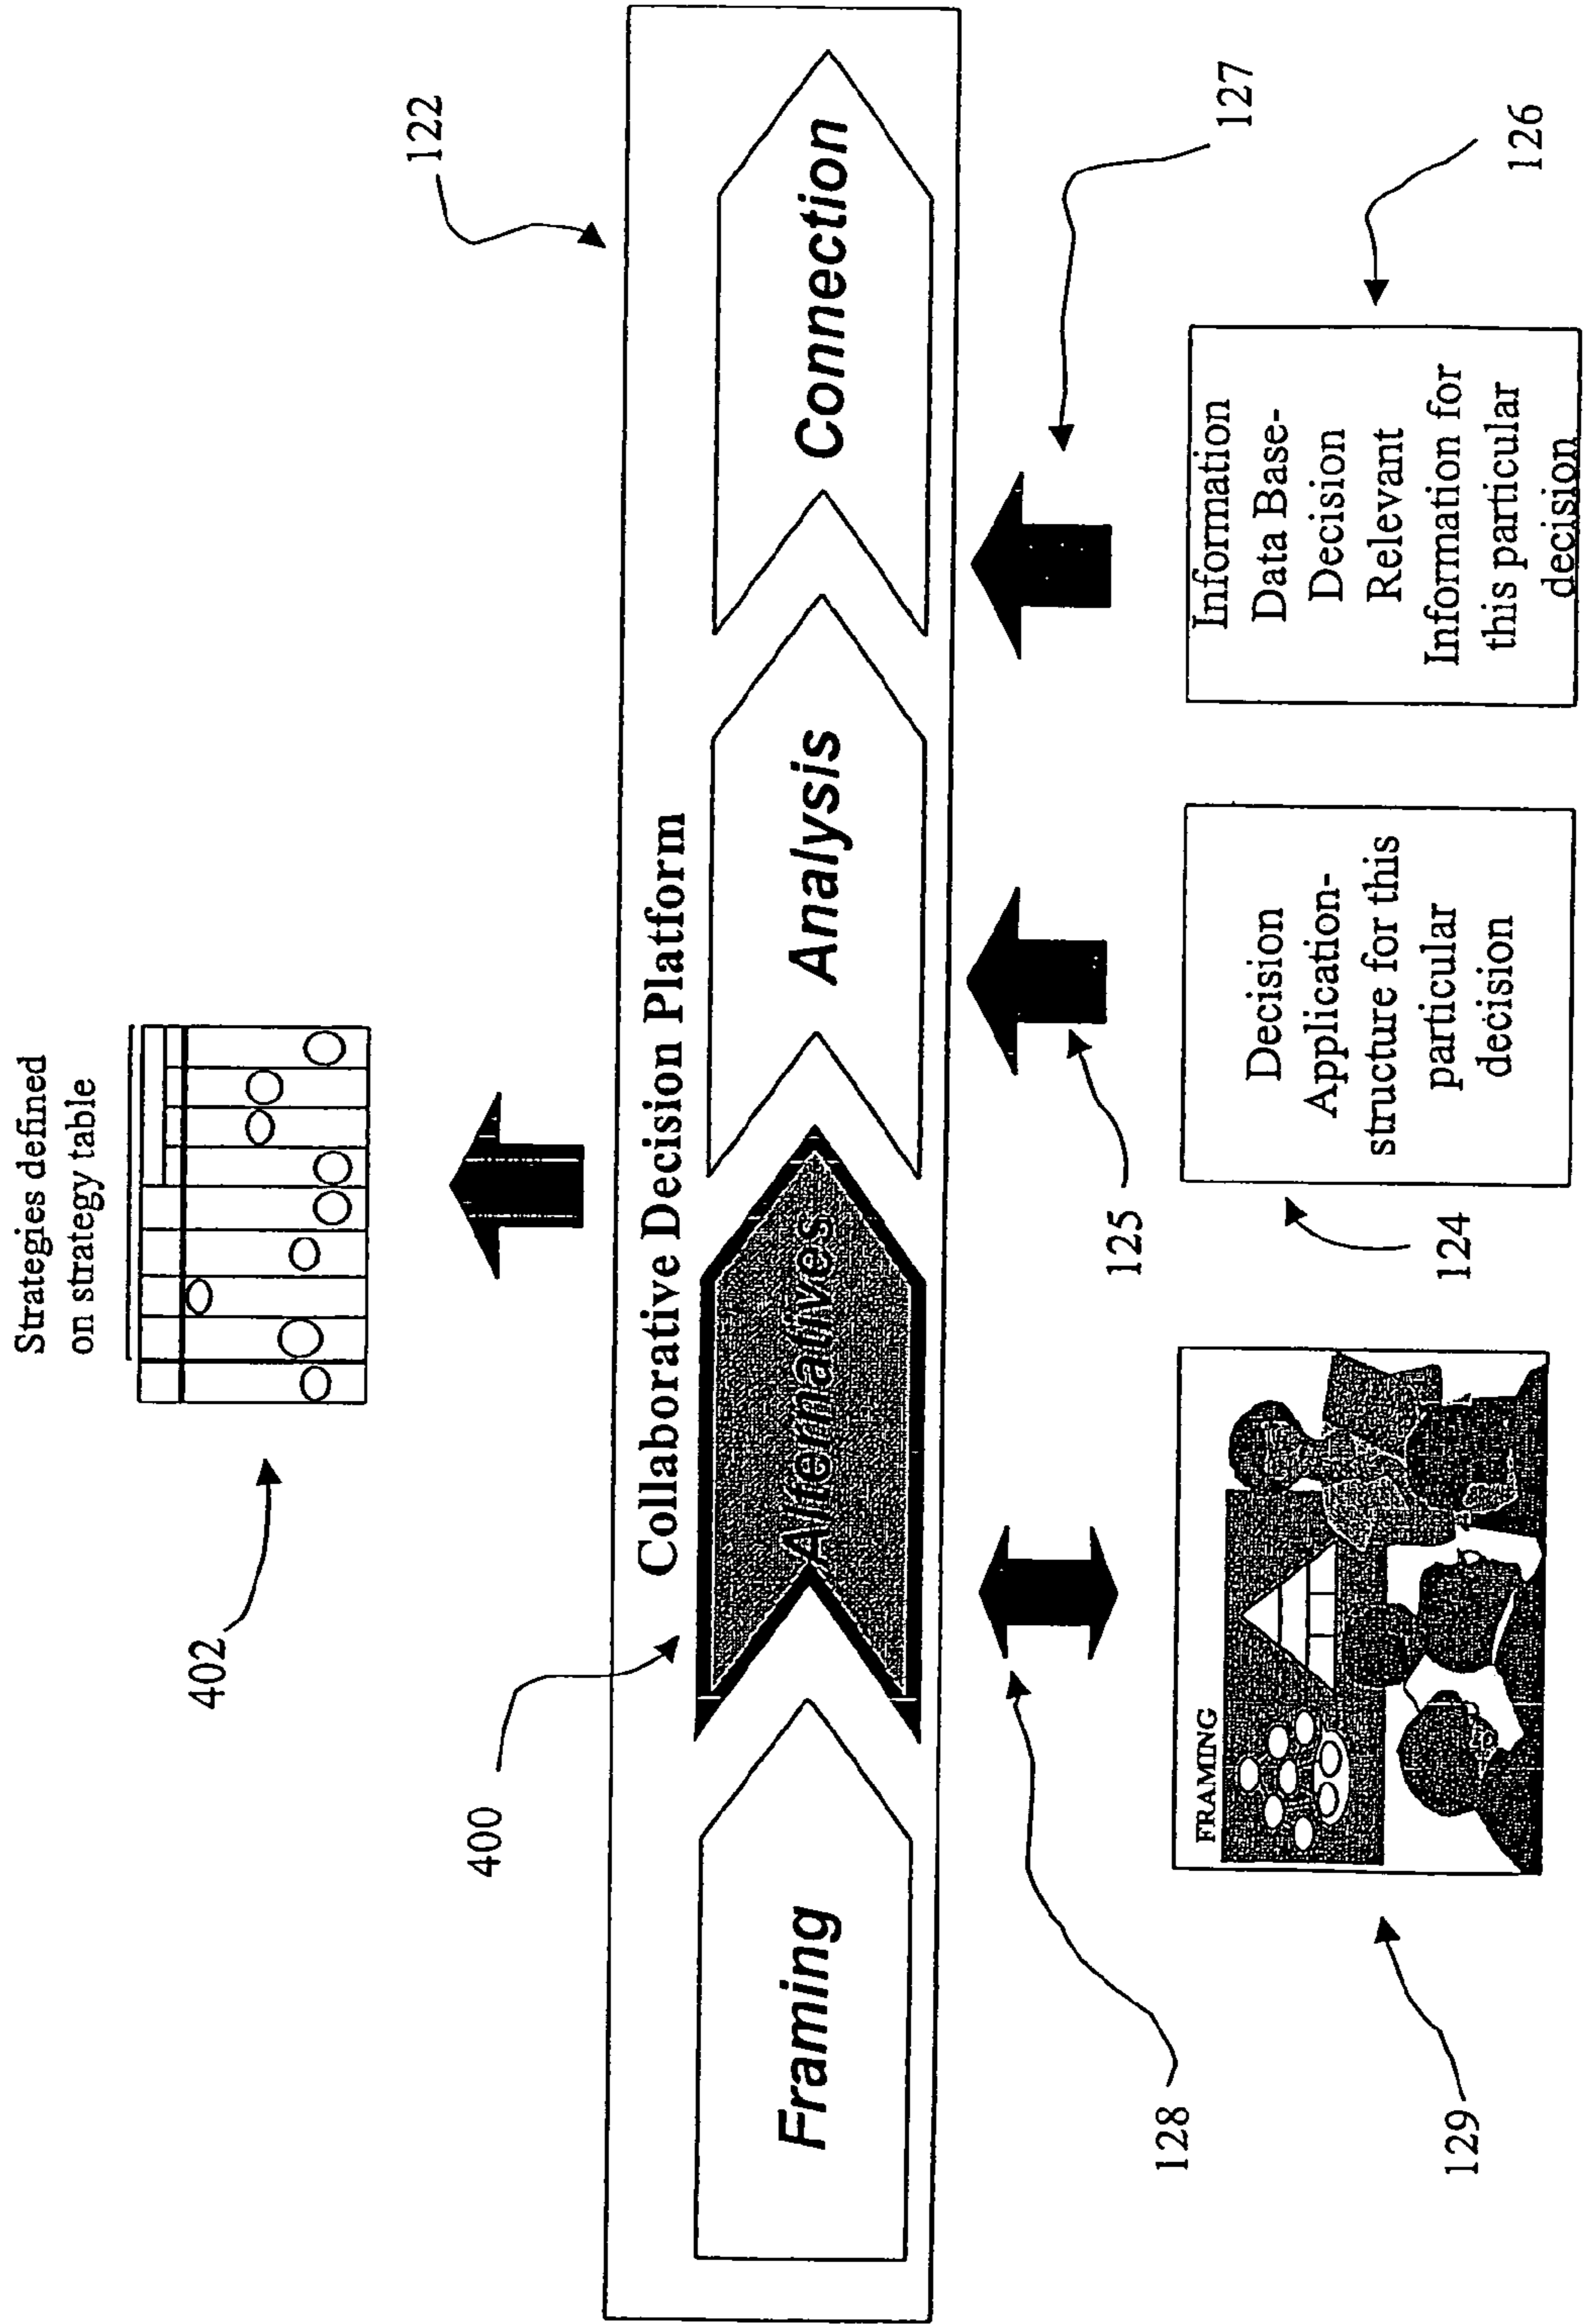 Strategies defined
on strategy table
402
122
400
Collaborative Decision Platform
Framing
Alternatives
Analysis
Connection
128
125
127
129
FRAMING
124
Decision
Application-
structure for this
particular
decision
126
Information
Data Base-
Decision
Relevant
Information for
this particular
decision